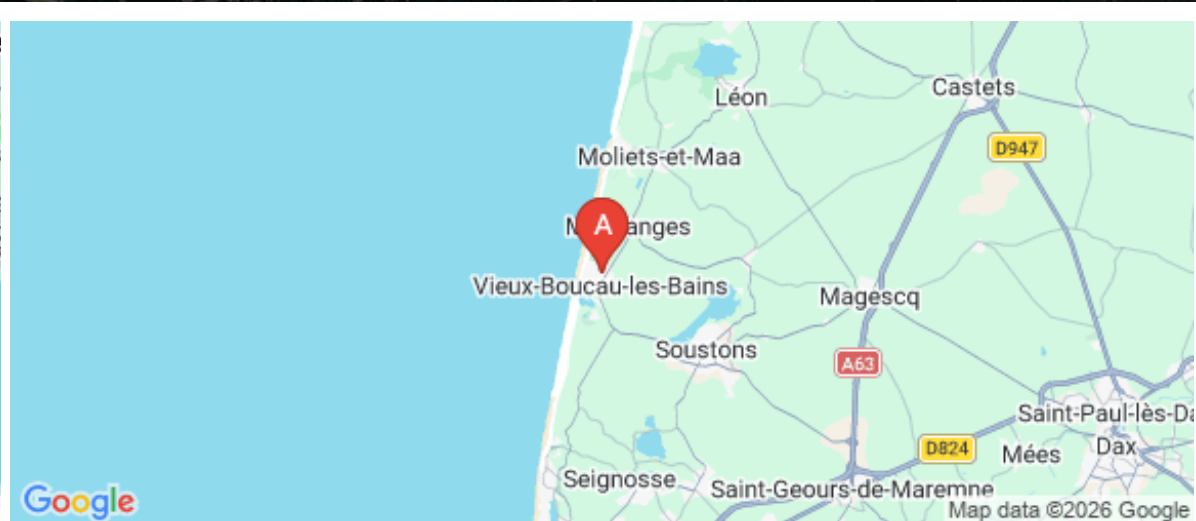 Castets
Léon
D947
Moliets-et-Maa
A
anges
Vieux-Boucau-les-Bains
Magescq
Soustons
A63
Saint-Paul-lès-Da
D824
Mées
Dax
Seignosse
Saint-Geours-de-Maremne
Google
Map data ©2026 Google